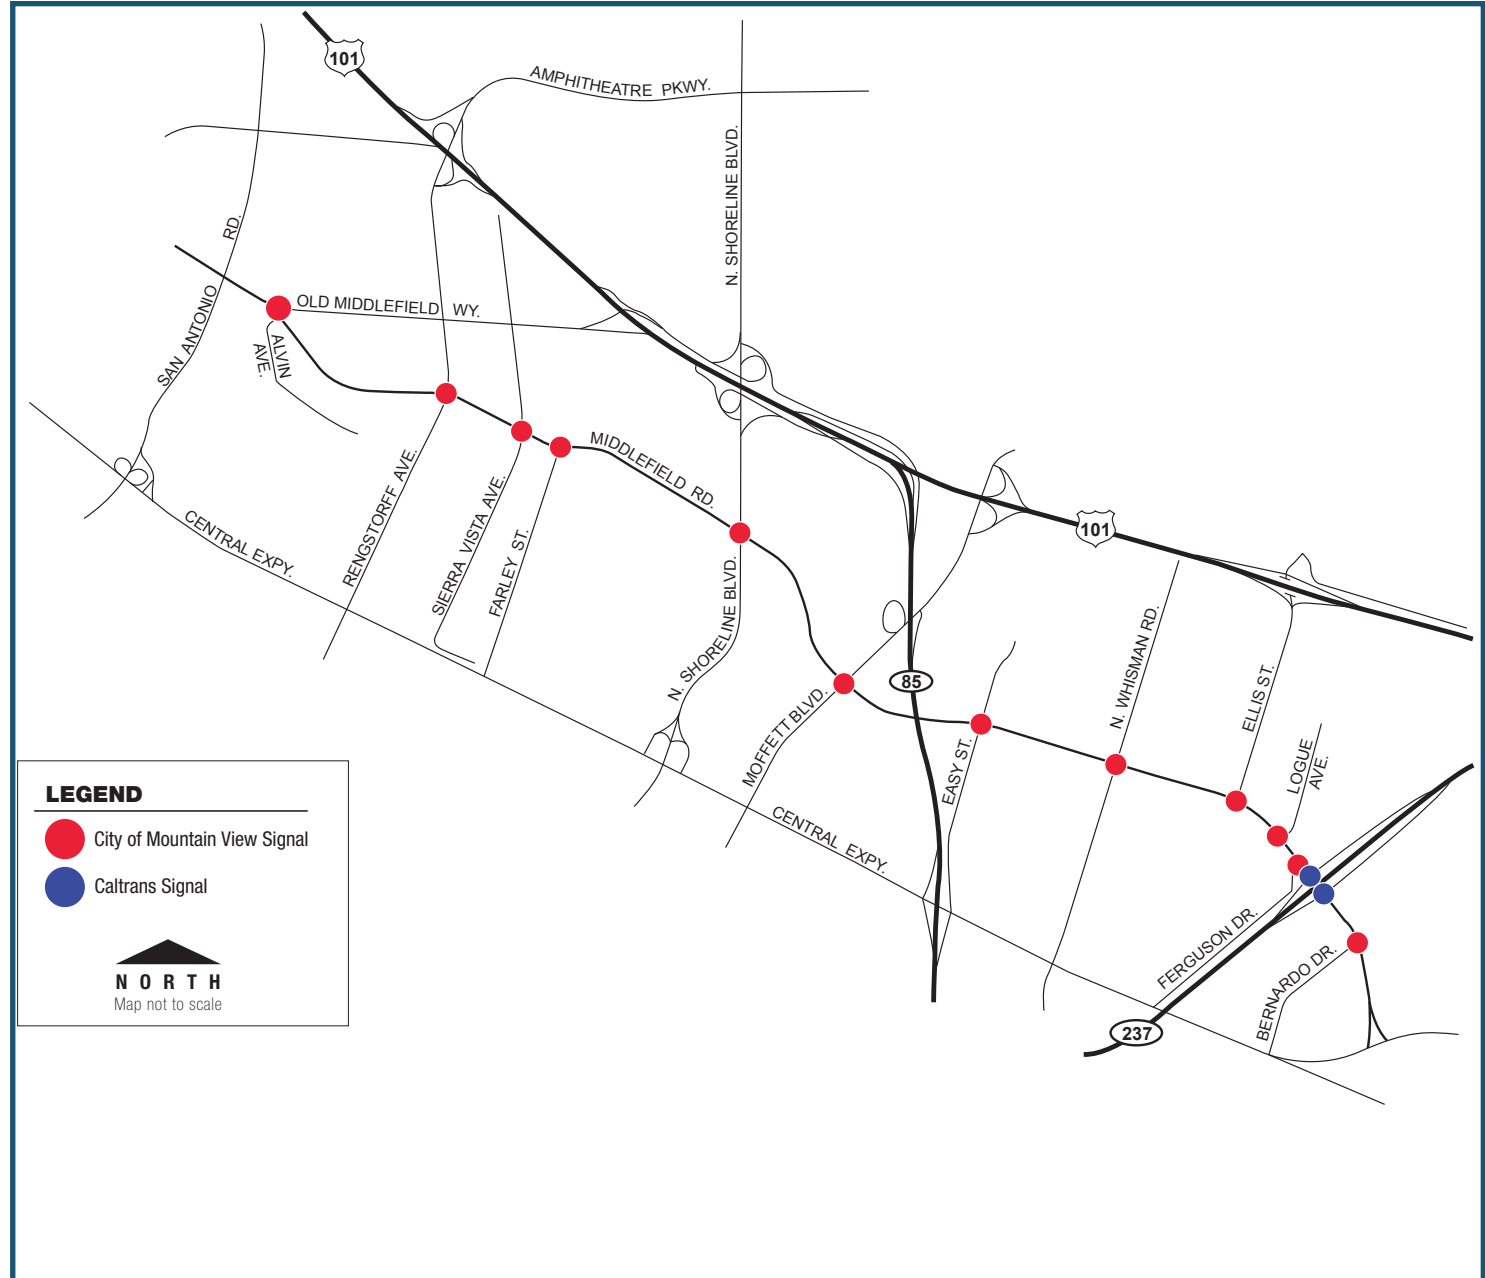 101
AMPHITHEATRE PKWY.
N. SHORELINE BLVD.
SAN ANTONIO RD.
OLD MIDDLEFIELD WY.
ALVIN
AVE.
MIDDLEFIELD RD.
CENTRAL EXPY.
RENGSTORFF AVE.
SIERRA VISTA AVE.
FARLEY ST.
N. SHORELINE BLVD.
101
85
MOFFETT BLVD.
EASY ST.
N. WHISMAN RD.
ELLIS ST.
LOGUE
AVE.
CENTRAL EXPY.
FERGUSON DR.
BERNARDO DR.
237
LEGEND
City of Mountain View Signal
Caltrans Signal
NORTH
Map not to scale